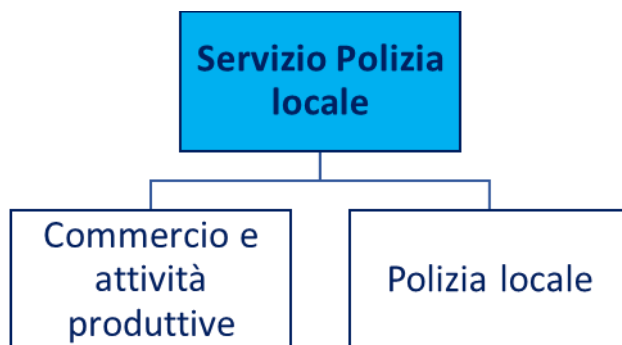 Servizio Polizia
locale
Commercio e
attività
produttive
Polizia locale